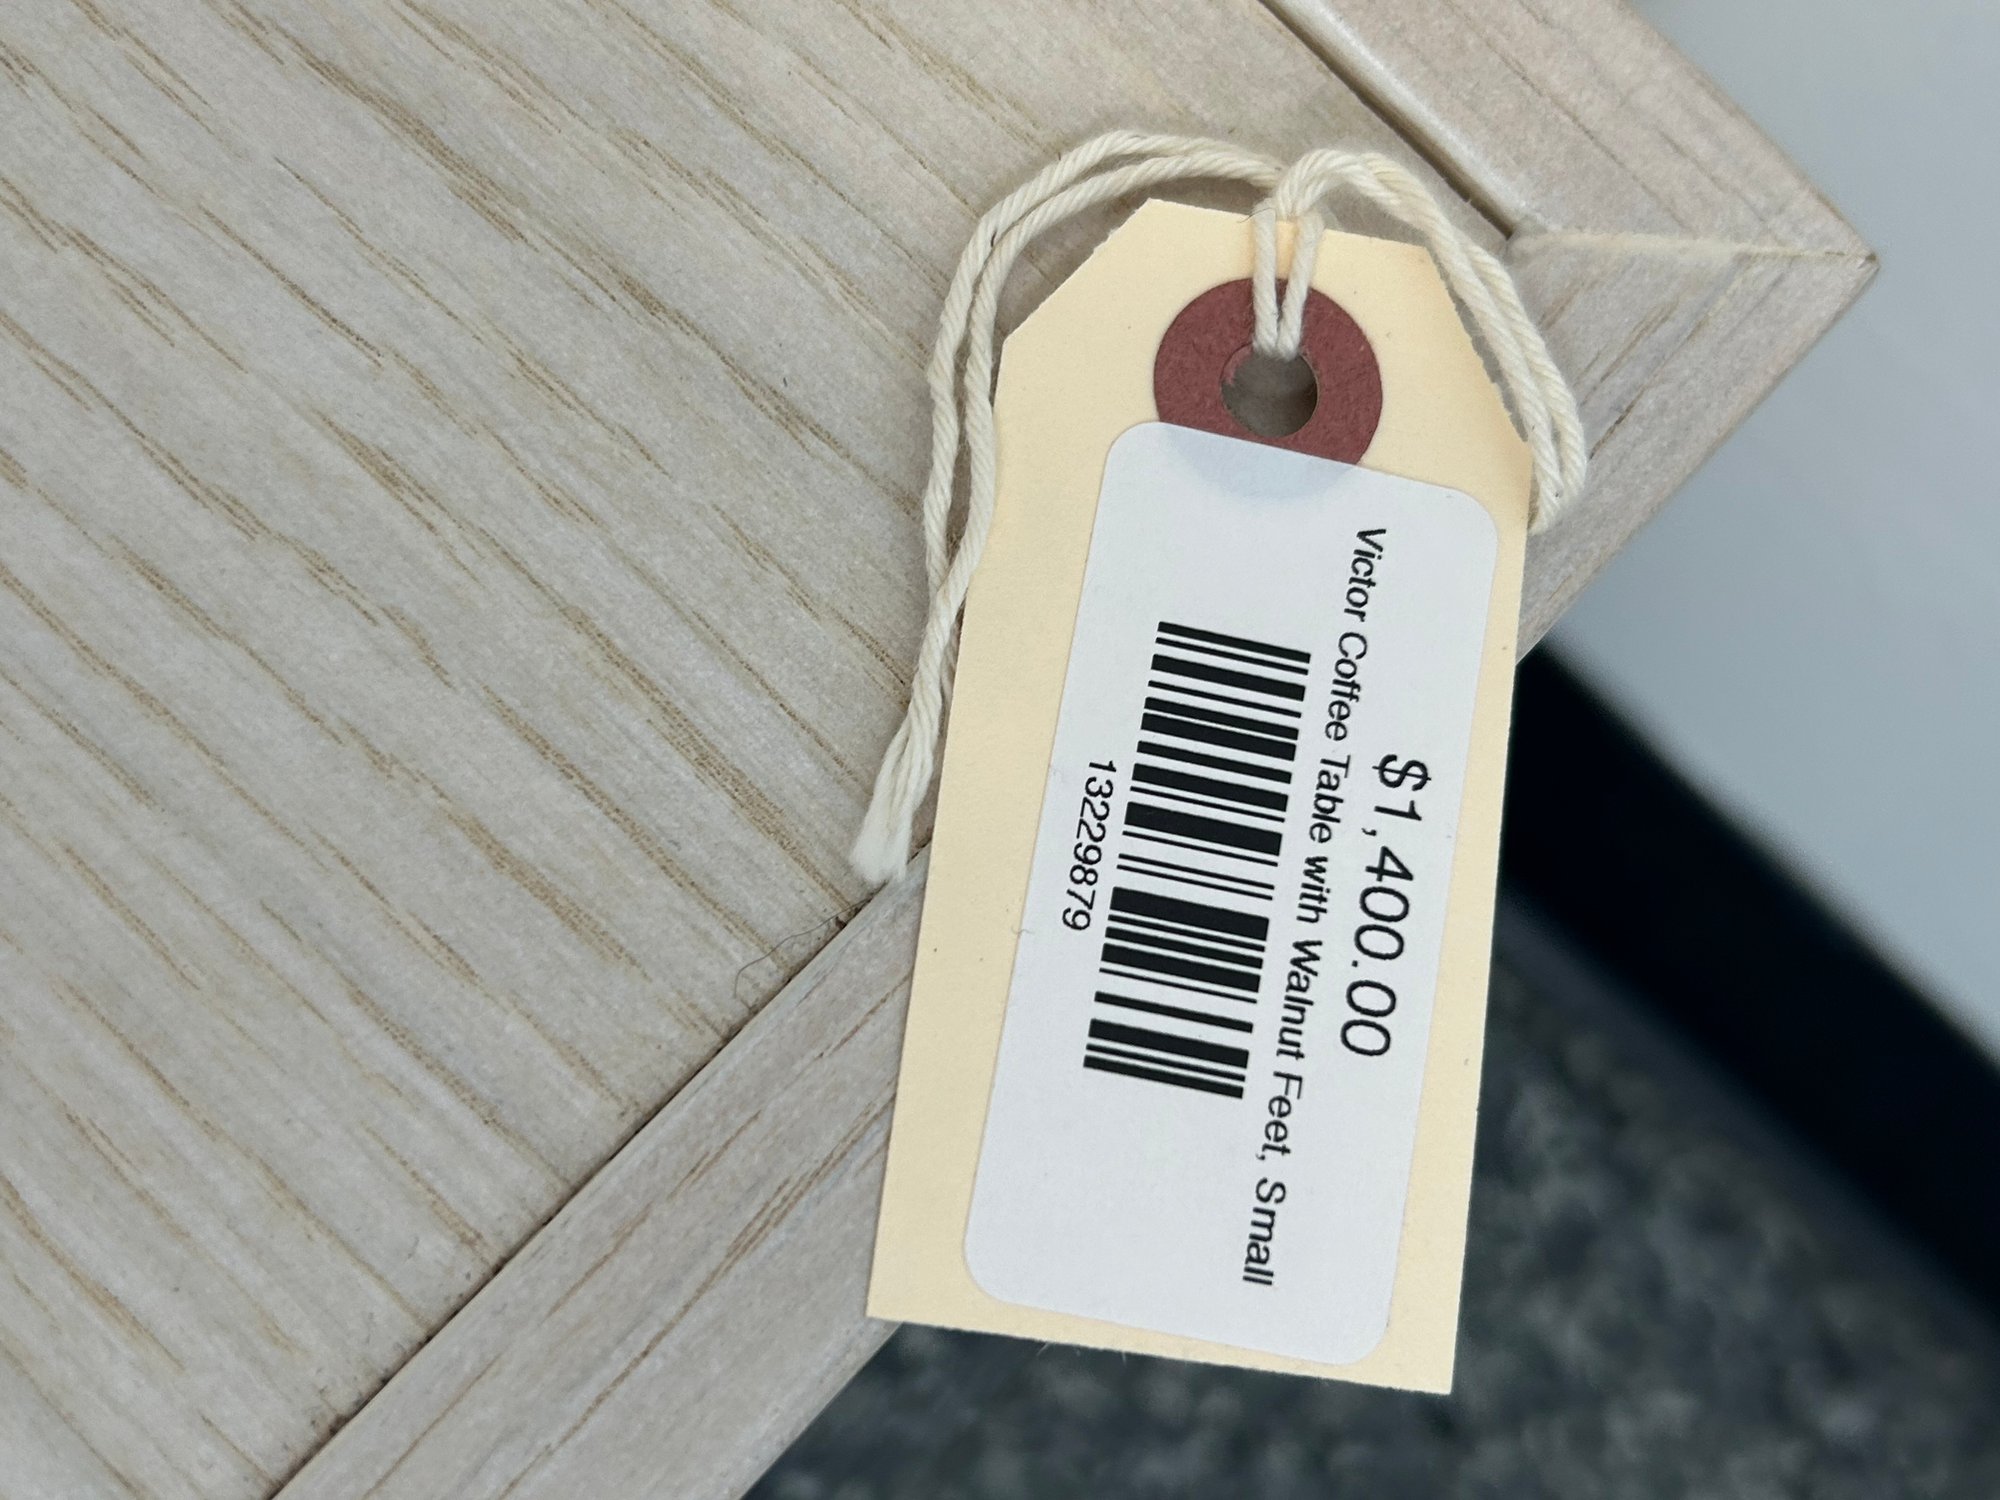 $1,400.00
Victor Coffee Table with Walnut Feet, Small
13229879